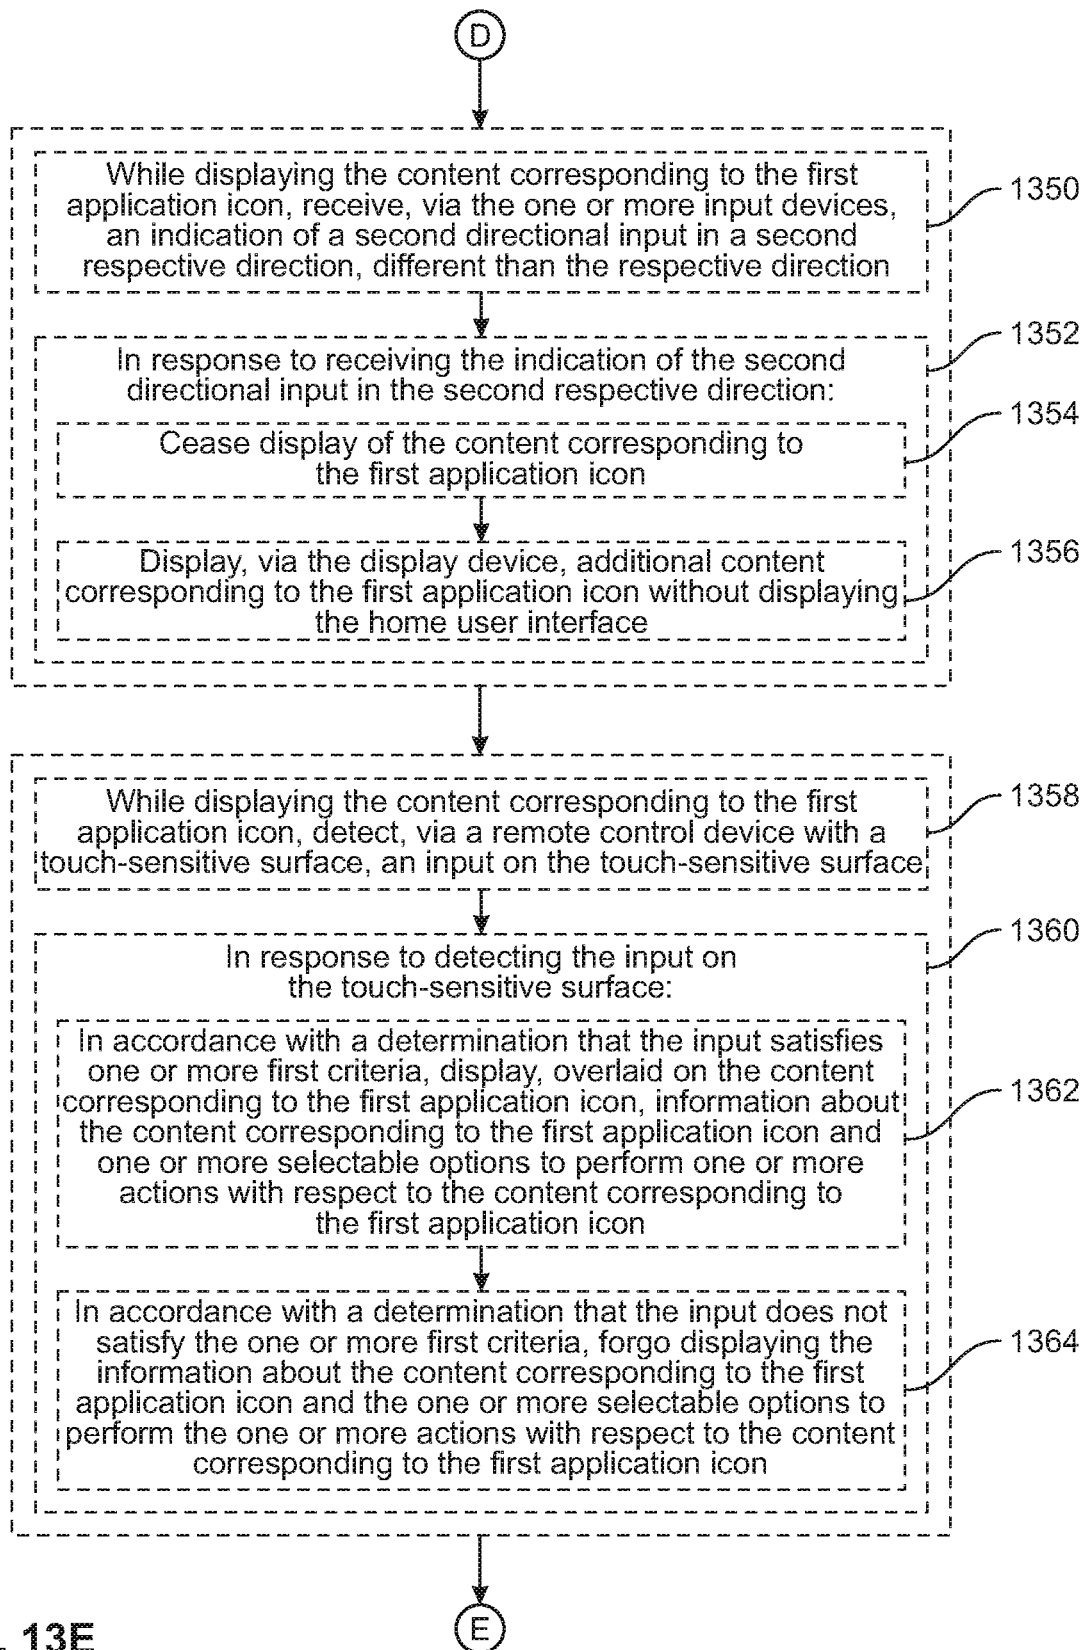 D
While displaying the content corresponding to the first
application icon, receive, via the one or more input devices,
an indication of a second directional input in a second
respective direction, different than the respective direction
1350
In response to receiving the indication of the second
directional input in the second respective direction:
1352
Cease display of the content corresponding to
the first application icon
1354
Display, via the display device, additional content
corresponding to the first application icon without displaying
the home user interface
1356
While displaying the content corresponding to the first
application icon, detect, via a remote control device with a
touch-sensitive surface, an input on the touch-sensitive surface
1358
In response to detecting the input on
the touch-sensitive surface:
1360
In accordance with a determination that the input satisfies
one or more first criteria, display, overlaid on the content
corresponding to the first application icon, information about
the content corresponding to the first application icon and
one or more selectable options to perform one or more
actions with respect to the content corresponding to
the first application icon
1362
In accordance with a determination that the input does not
satisfy the one or more first criteria, forgo displaying the
information about the content corresponding to the first
application icon and the one or more selectable options to
perform the one or more actions with respect to the content
corresponding to the first application icon
1364
E
13E